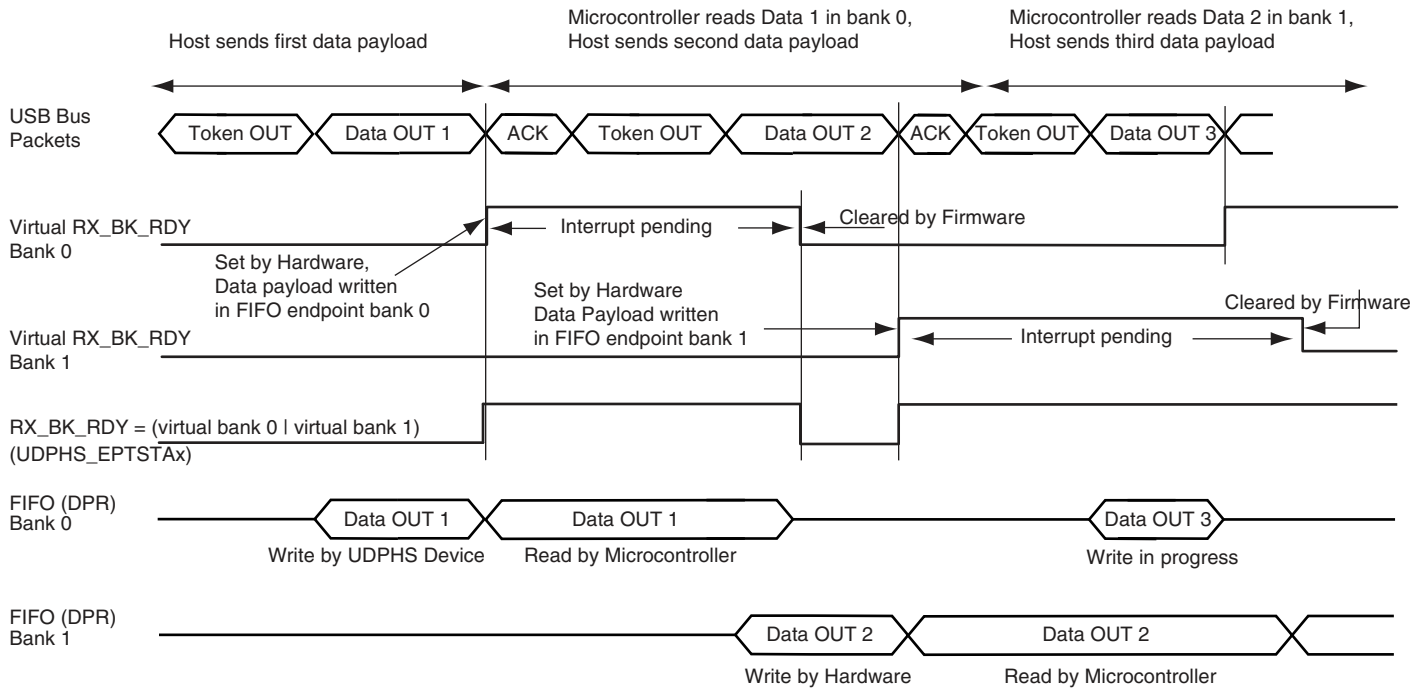 Host sends first data payload
Microcontroller reads Data 1 in bank 0,
Host sends second data payload
Microcontroller reads Data 2 in bank 1,
Host sends third data payload
USB Bus
Packets
Token OUT
Data OUT 1
ACK
Token OUT
Data OUT 2
ACK
Token OUT
Data OUT 3
Virtual RX_BK_RDY
Bank 0
Interrupt pending
Cleared by Firmware
Set by Hardware,
Data payload written
in FIFO endpoint bank 0
Set by Hardware
Data Payload written
in FIFO endpoint bank 1
Cleared by Firmware
Virtual RX_BK_RDY
Bank 1
Interrupt pending
RX_BK_RDY = (virtual bank 0 | virtual bank 1)
(UDPHS_EPTSTAx)
FIFO (DPR)
Bank 0
Data OUT 1
Data OUT 1
Data OUT 3
Write by UDPHS Device
Read by Microcontroller
Write in progress
FIFO (DPR)
Bank 1
Data OUT 2
Data OUT 2
Write by Hardware
Read by Microcontroller